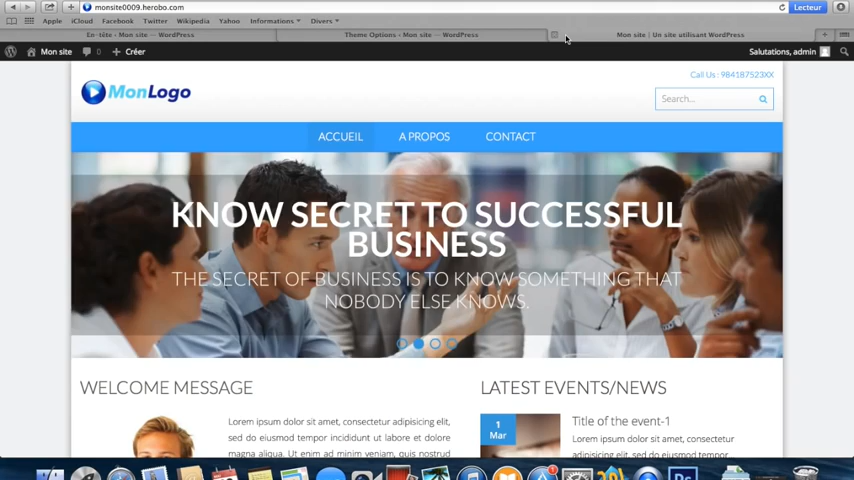 monsite0009.herobo.com
Lecteur
Apple iCloud Facebook Twitter Wikipedia Yahoo Informations Divers
En-tête ‹ Mon site — WordPress
Theme Options ‹ Mon site — WordPress
Mon site | Un site utilisant WordPress
Mon site 0 + Créer
Salutations, admin
MonLogo
Call Us : 984187523XX
Search...
ACCUEIL A PROPOS CONTACT
KNOW SECRET TO SUCCESSFUL
BUSINESS
THE SECRET OF BUSINESS IS TO KNOW SOMETHING THAT
NOBODY ELSE KNOWS.
WELCOME MESSAGE
Lorem ipsum dolor sit amet, consectetur adipisicing elit,
sed do eiusmod tempor incididunt ut labore et dolore
magna aliqua. Ut enim ad minim veniam, quis nostrud
LATEST EVENTS/NEWS
1
Mar
Title of the event-1
Lorem ipsum dolor sit amet, consectetur
adipisicing elit, sed do eiusmod tempor
Ps